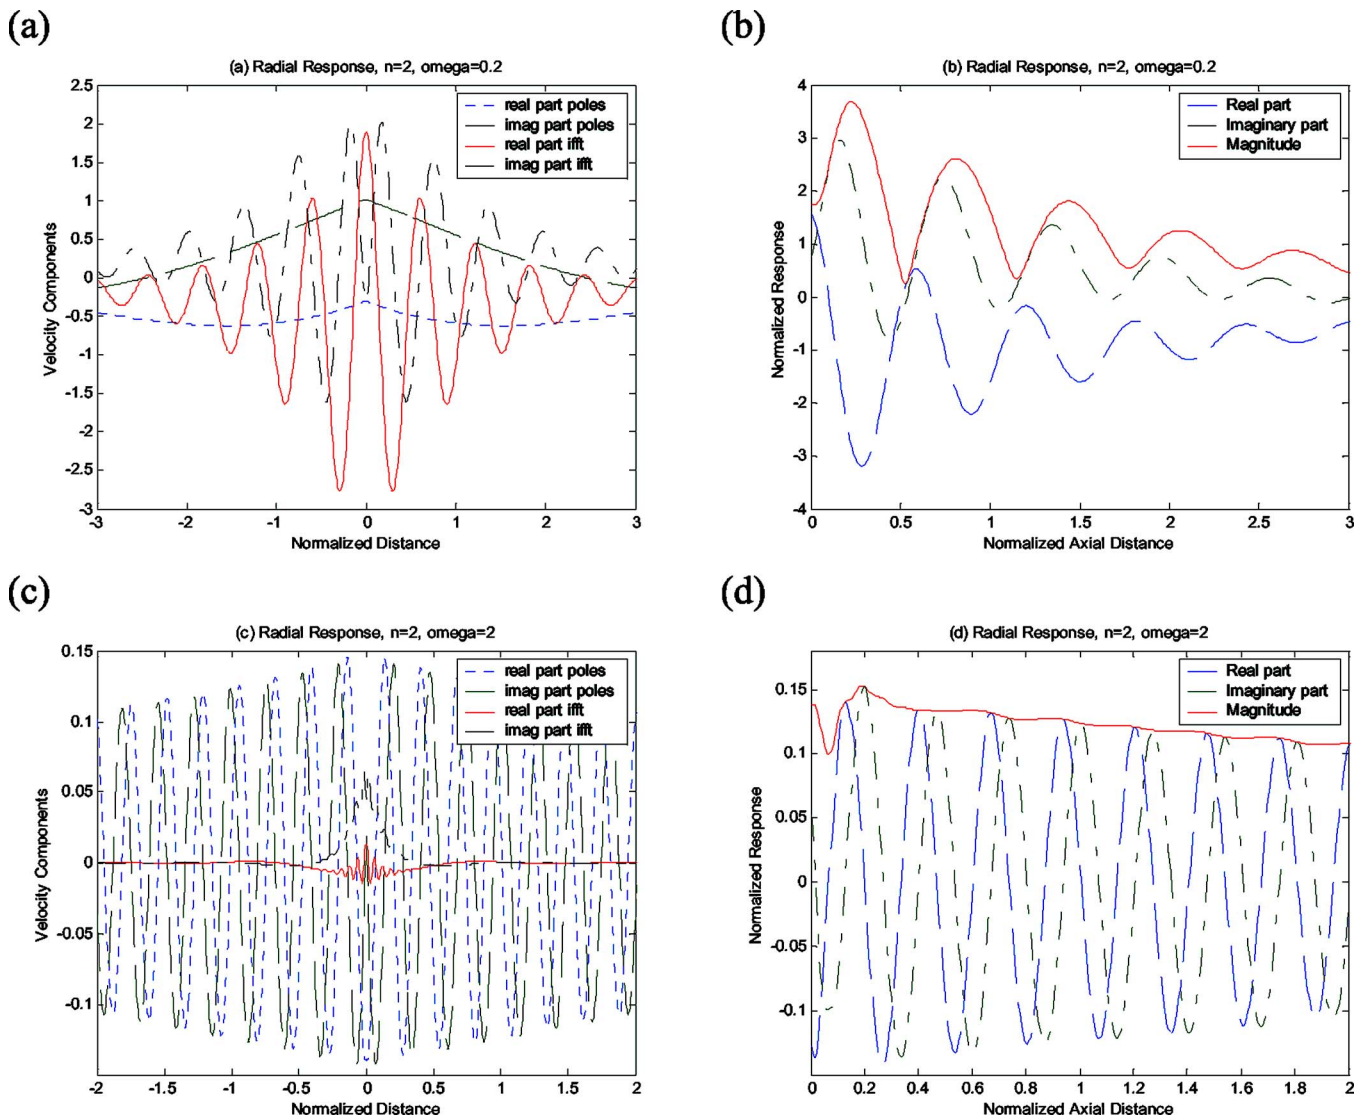 (a)
(a) Radial Response, n=2, omega=0.2
2.5
2
1.5
1
0.5
0
-0.5
-1
-1.5
-2
-2.5
-3
-3
-2
-1
0
1
2
3
Velocity Components
Normalized Distance
real part poles
imag part poles
real part ifft
imag part ifft
(b)
(b) Radial Response, n=2, omega=0.2
4
3
2
1
0
-1
-2
-3
-4
0
0.5
1
1.5
2
2.5
3
Normalized Response
Normalized Axial Distance
Real part
Imaginary part
Magnitude
(c)
(c) Radial Response, n=2, omega=2
0.15
0.1
0.05
0
-0.05
-0.1
-2
-1.5
-1
-0.5
0
0.5
1
1.5
2
Velocity Components
Normalized Distance
real part poles
imag part poles
real part ifft
imag part ifft
(d)
(d) Radial Response, n=2, omega=2
0.15
0.1
0.05
0
-0.05
-0.1
0
0.2
0.4
0.6
0.8
1
1.2
1.4
1.6
1.8
2
Normalized Response
Normalized Axial Distance
Real part
Imaginary part
Magnitude